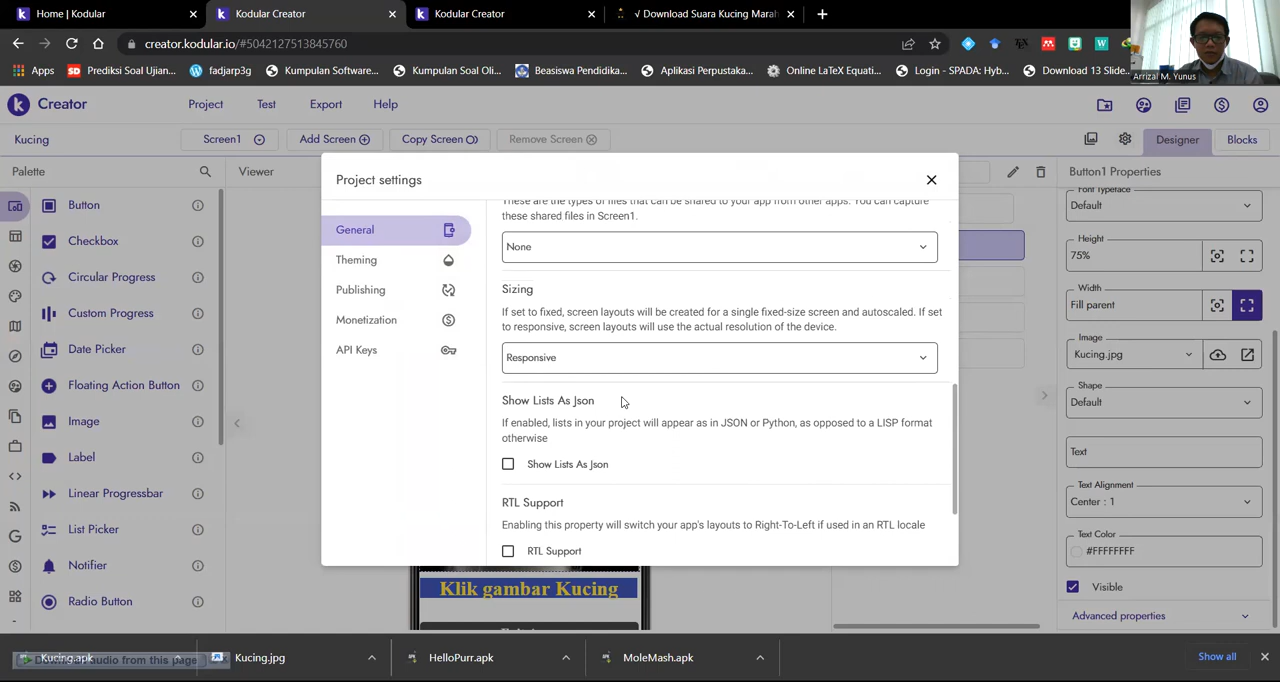 Home | Kodular
Kodular Creator
Kodular Creator
√ Download Suara Kucing Marah
creator.kodular.io/#5042127513845760
Apps
Prediksi Soal Ujian...
fadjarp3g
Kumpulan Software...
Kumpulan Soal Oli...
Beasiswa Pendidika...
Aplikasi Perpustaka...
Online LaTeX Equati...
Login - SPADA: Hyb...
Download 13 Slide...
Arrizal M. Yunus
Creator
Project
Test
Export
Help
Kucing
Screen1
Add Screen
Copy Screen
Remove Screen
Designer
Blocks
Palette
Viewer
Button1 Properties
Button
Checkbox
Circular Progress
Custom Progress
Date Picker
Floating Action Button
Image
Label
Linear Progressbar
List Picker
Notifier
Radio Button
Project settings
General
Theming
Publishing
Monetization
API Keys
These are the types of files that can be shared to your app from other apps. You can capture
these shared files in Screen1.
None
Sizing
If set to fixed, screen layouts will be created for a single fixed-size screen and autoscaled. If set
to responsive, screen layouts will use the actual resolution of the device.
Responsive
Show Lists As Json
If enabled, lists in your project will appear as in JSON or Python, as opposed to a LISP format
otherwise
Show Lists As Json
RTL Support
Enabling this property will switch your app's layouts to Right-To-Left if used in an RTL locale
RTL Support
Klik gambar Kucing
Font Typeface
Default
Height
75%
Width
Fill parent
Image
Kucing.jpg
Shape
Default
Text
Text Alignment
Center : 1
Text Color
#FFFFFFFF
Visible
Advanced properties
Kucing.apk
Download audio from this page
Kucing.jpg
HelloPurr.apk
MoleMash.apk
Show all